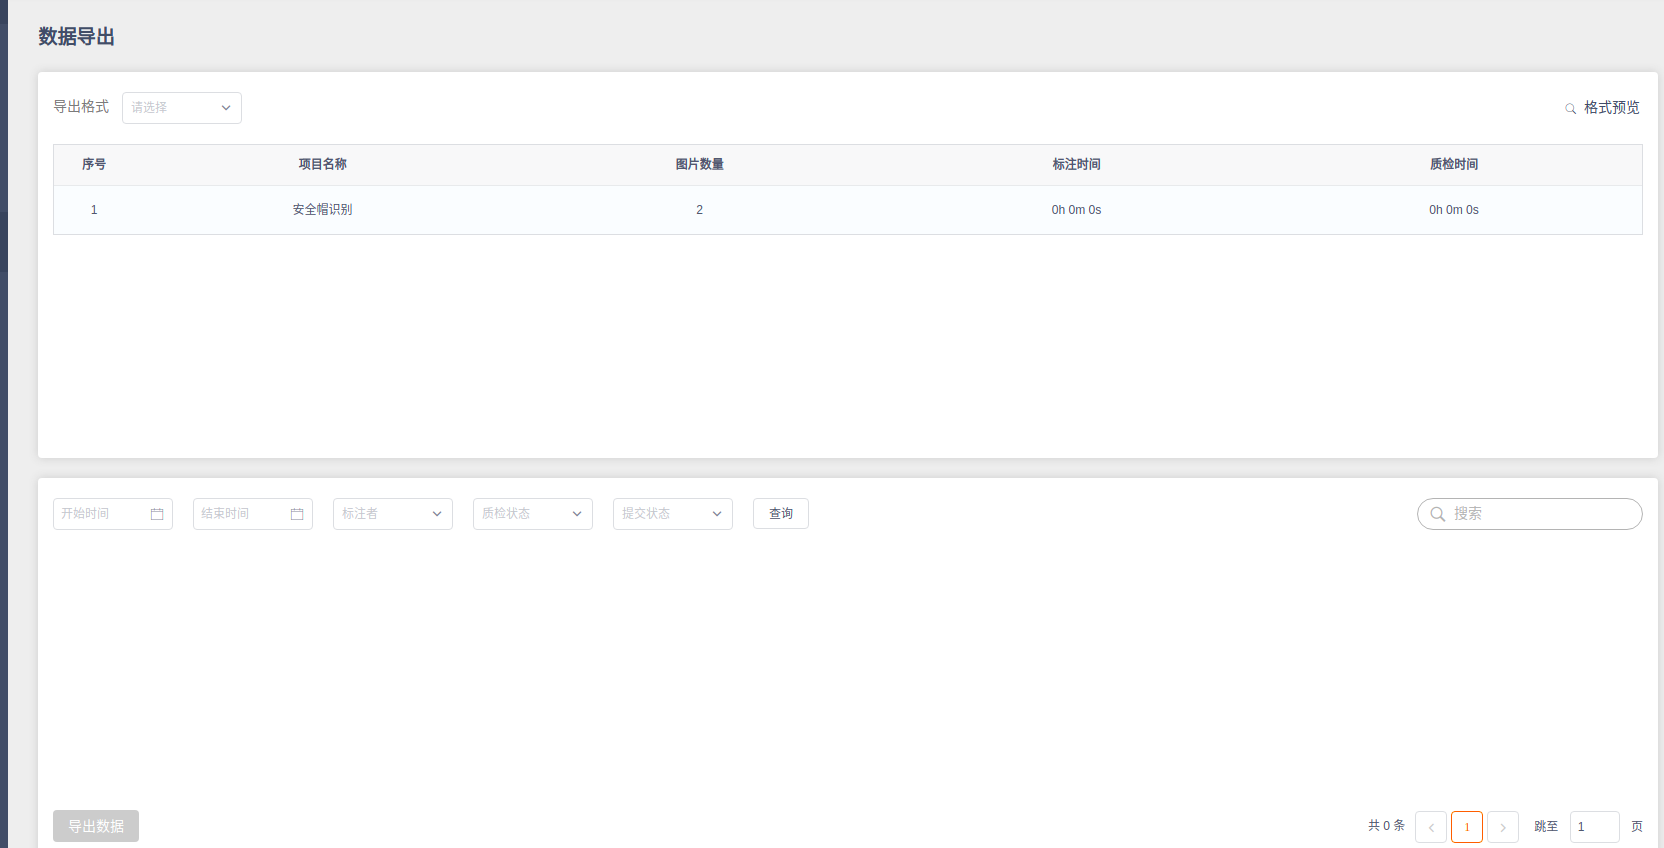 数据导出
导出格式 请选择 格式预览
序号 项目名称 图片数量 标注时间 质检时间
1 安全帽识别 2 0h 0m 0s 0h 0m 0s
开始时间 结束时间 标注者 质检状态 提交状态 查询 搜索
导出数据 共 0 条 1 跳至 1 页